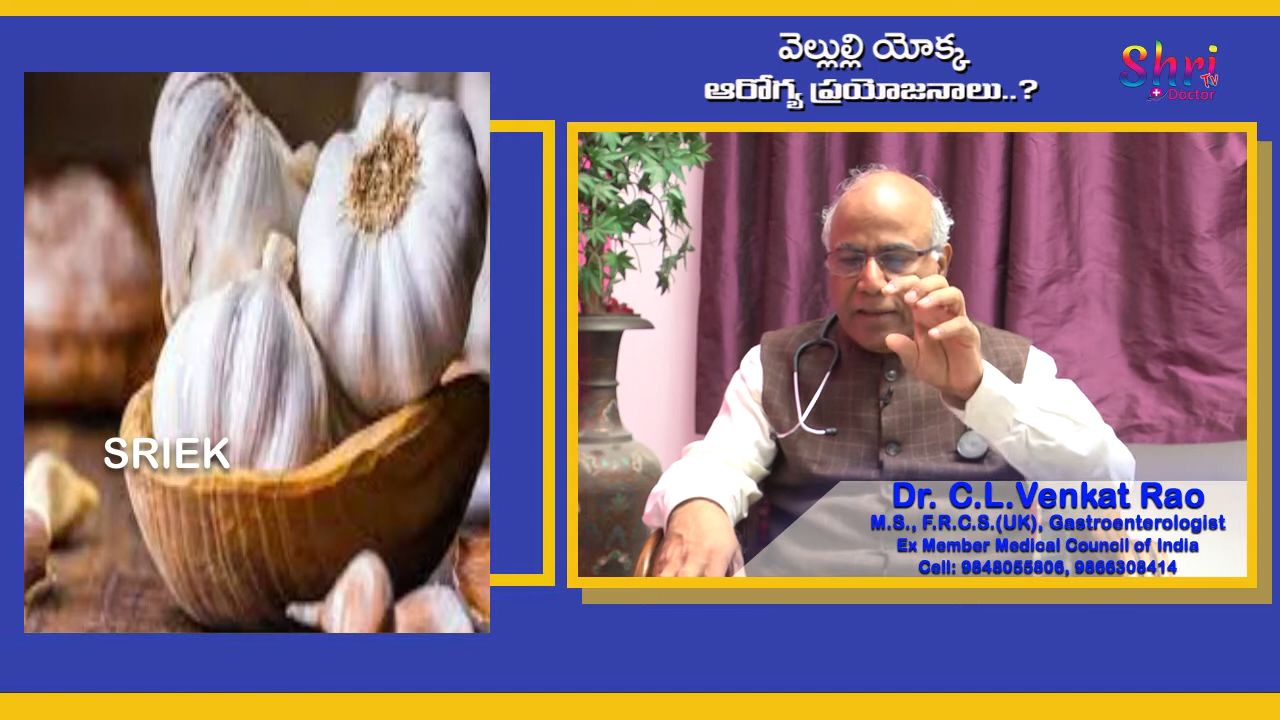 వెల్లుల్లి యోక్క
ఆరోగ్య ప్రయోజనాలు..?
Shri
TV
Doctor
SRIEK
Dr. C.L.Venkat Rao
M.S., F.R.C.S.(UK), Gastroenterologist
Ex Member Medical Council of India
Cell: 9848055806, 9866308414